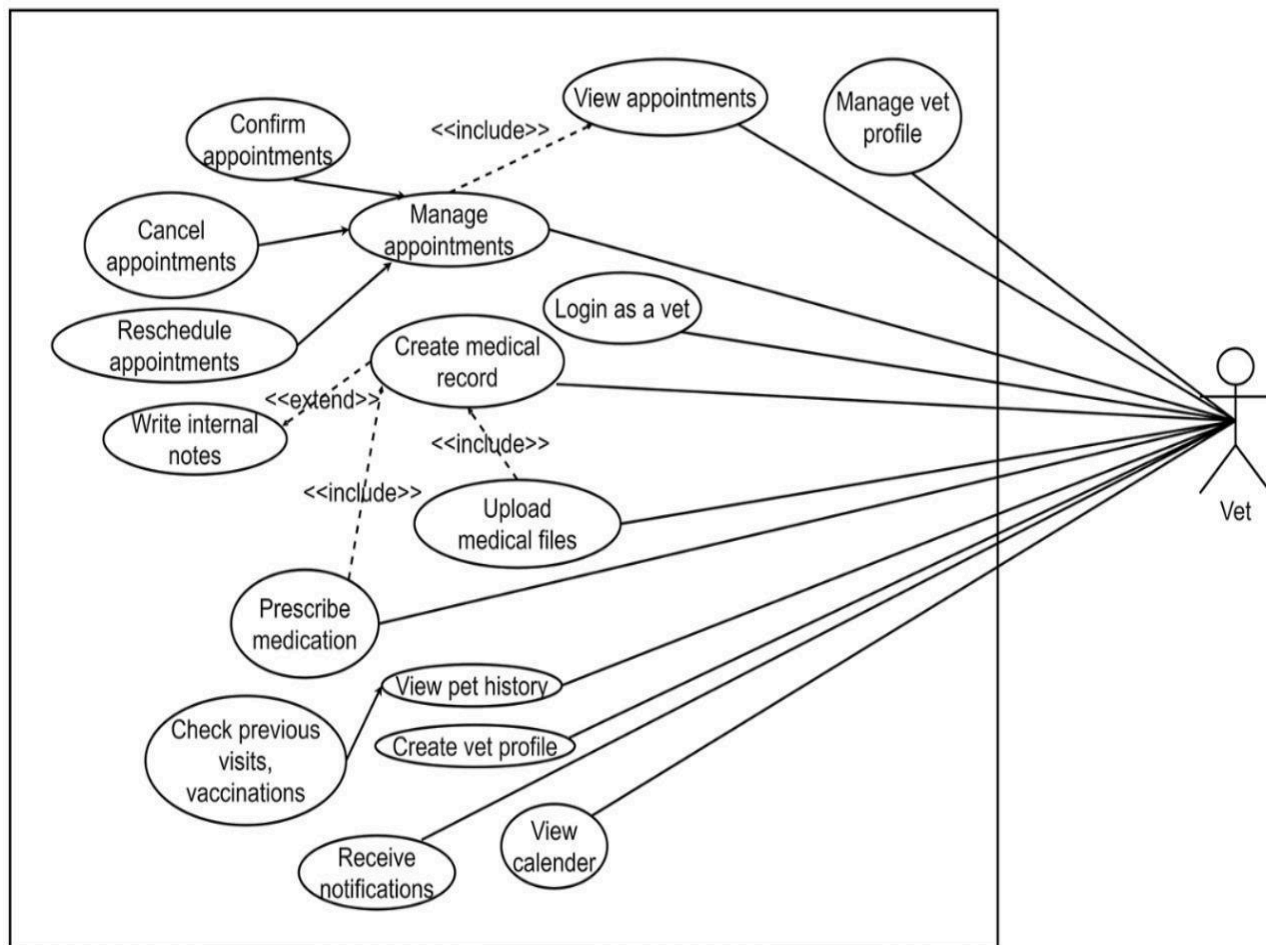 View appointments
Manage vet
profile
Confirm
appointments
<<include>>
Manage
appointments
Cancel
appointments
Login as a vet
Reschedule
appointments
Create medical
record
<<extend>>
Write internal
notes
<<include>>
<<include>>
Upload
medical files
Vet
Prescribe
medication
View pet history
Check previous
visits,
vaccinations
Create vet profile
View
calender
Receive
notifications